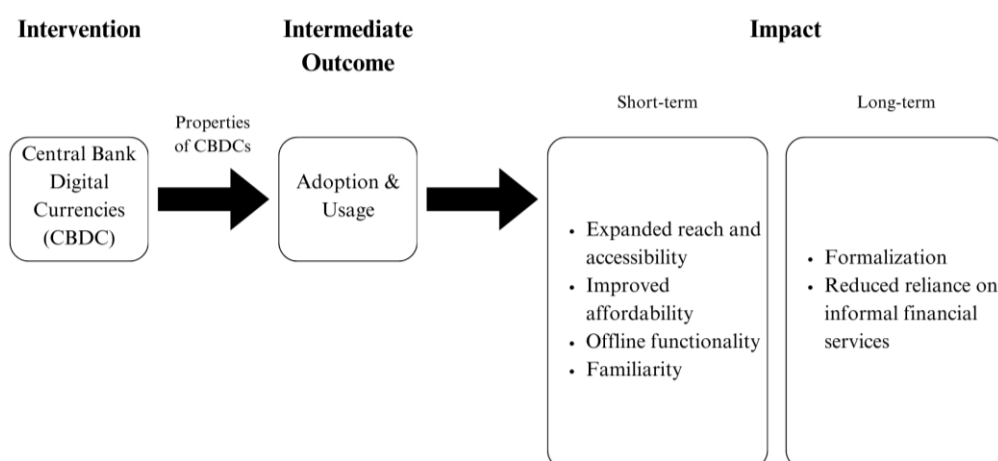 Intervention
Intermediate
Outcome
Impact
Short-term
Long-term
Properties
of CBDCs
Central Bank
Digital
Currencies
(CBDC)
Adoption &
Usage
• Expanded reach and
accessibility
• Improved
affordability
• Offline functionality
• Familiarity
• Formalization
• Reduced reliance on
informal financial
services